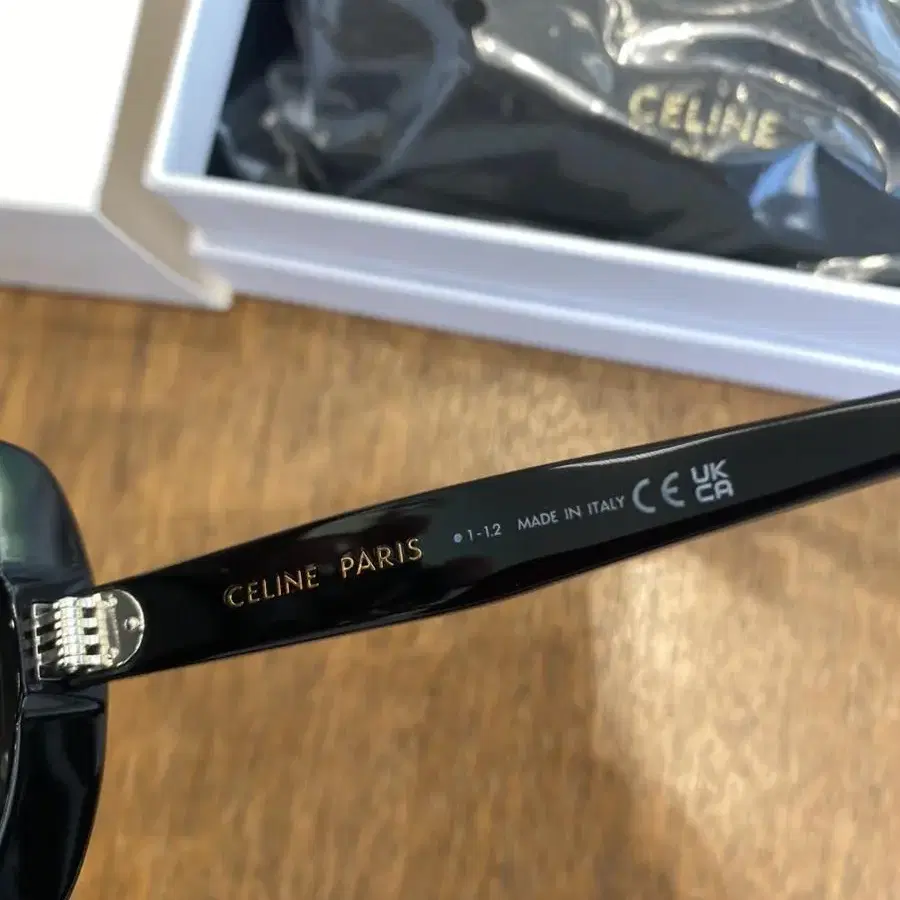 CELINE
CELINE PARIS 1-1.2 MADE IN ITALY CE UK CA